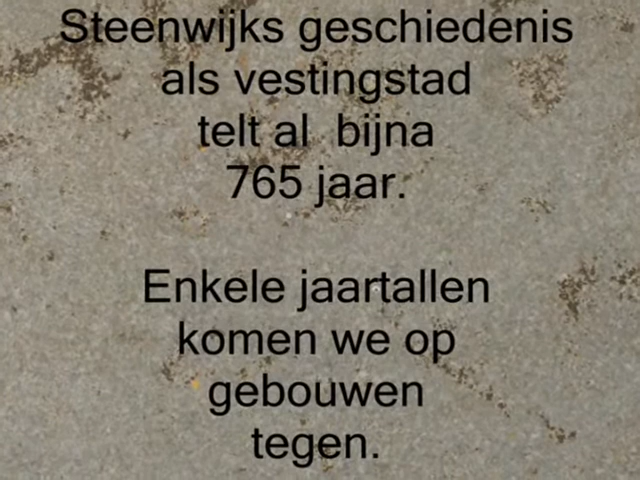 Steenwijks geschiedenis
als vestingstad
telt al bijna
765 jaar.
Enkele jaartallen
komen we op
gebouwen
tegen.